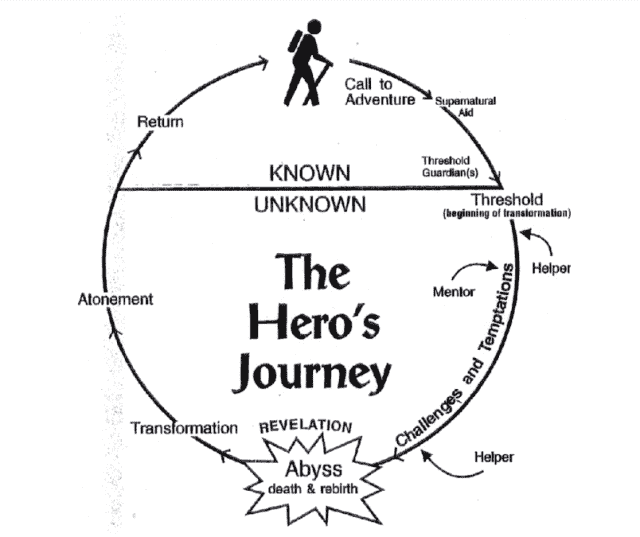 Call to
Adventure
Supernatural
Aid
Return
Threshold
Guardian(s)
KNOWN
UNKNOWN
Threshold
(beginning of transformation)
Helper
Mentor
The
Hero's
Journey
Atonement
Challenges and Temptations
Transformation
REVELATION
Abyss
death & rebirth
Helper